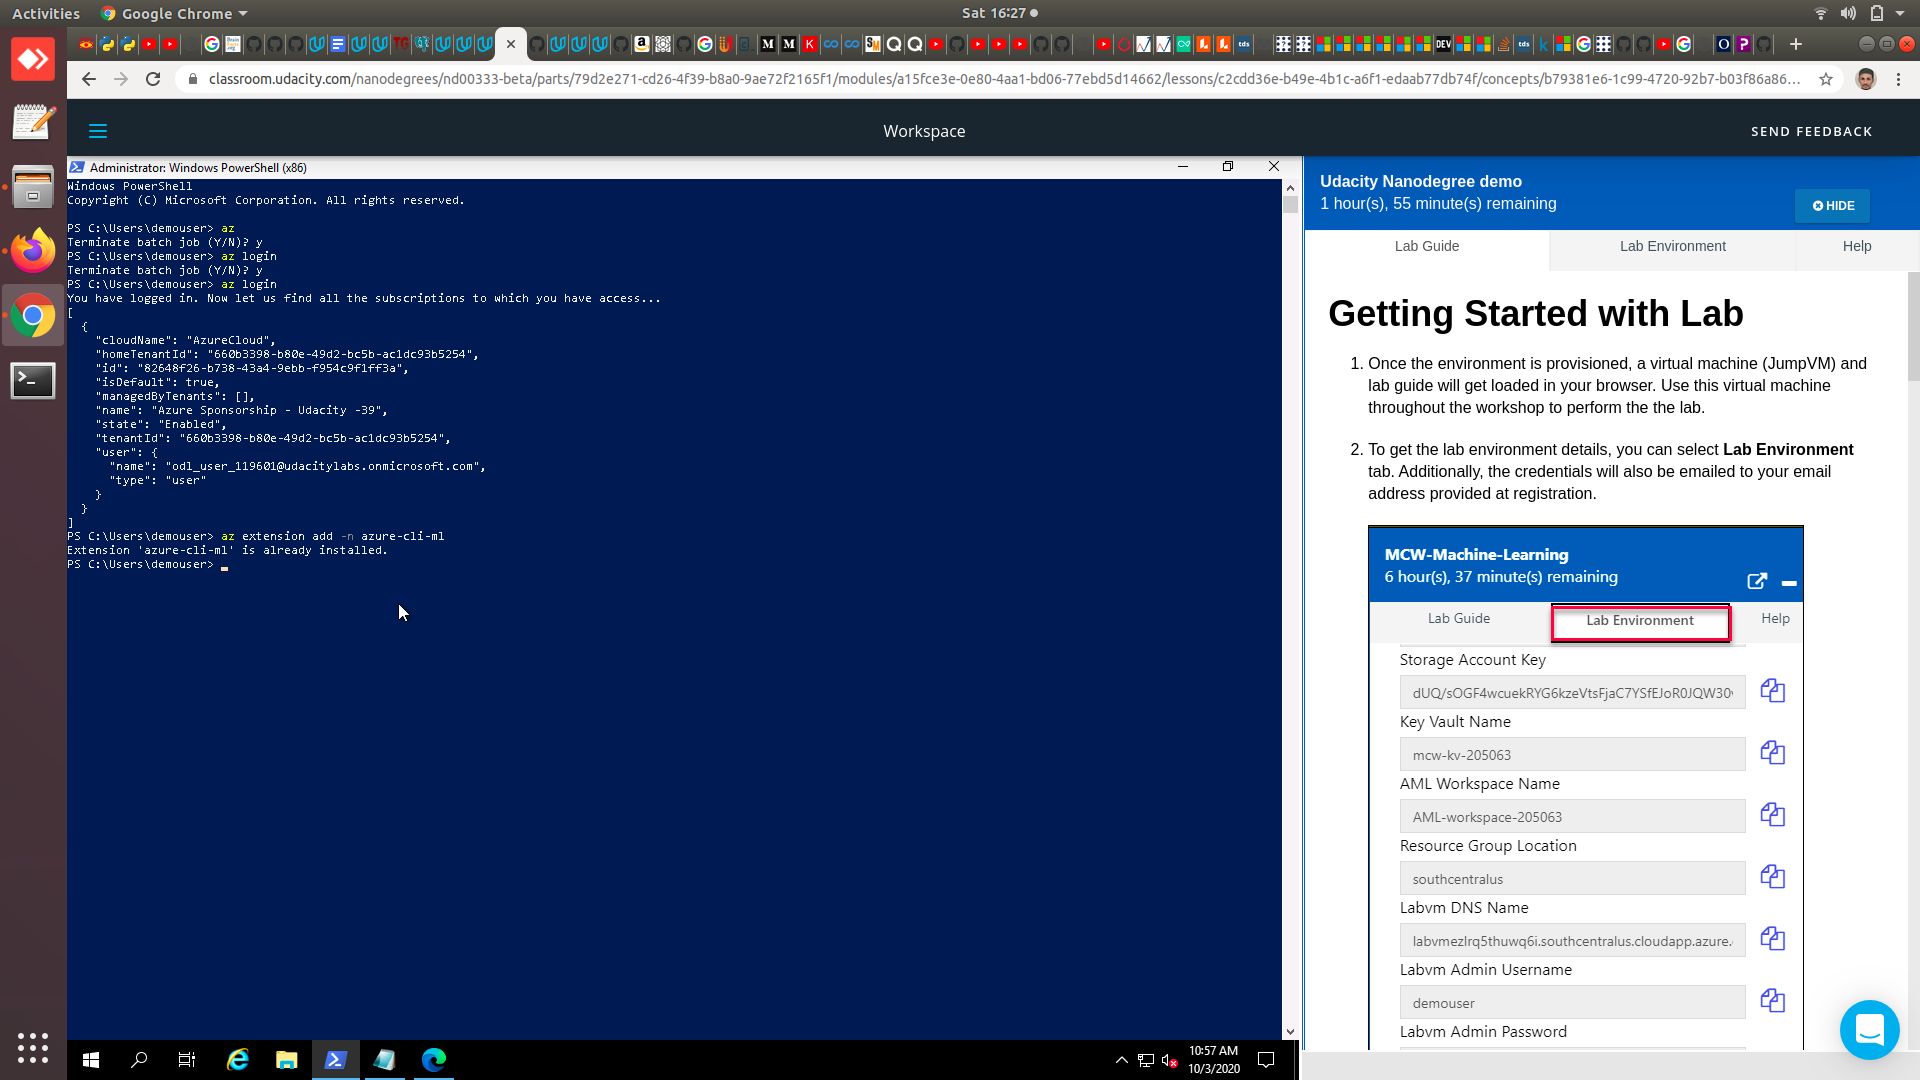 Activities
Google Chrome
Sat 16:27
classroom.udacity.com/nanodegrees/nd00333-beta/parts/79d2e271-cd26-4f39-b8a0-9ae72f2165f1/modules/a15fce3e-0e80-4aa1-bd06-77ebd5d14662/lessons/c2cdd36e-b49e-4b1c-a6f1-edaab77db74f/concepts/b79381e6-1c99-4720-92b7-b03f86a86...
Workspace
SEND FEEDBACK
Administrator: Windows PowerShell (x86)
Windows PowerShell
Copyright (C) Microsoft Corporation. All rights reserved.
PS C:\Users\demouser> az
Terminate batch job (Y/N)? y
PS C:\Users\demouser> az login
Terminate batch job (Y/N)? y
PS C:\Users\demouser> az login
You have logged in. Now let us find all the subscriptions to which you have access...
[
{
"cloudName": "AzureCloud",
"homeTenantId": "660b3398-b80e-49d2-bc5b-ac1dc93b5254",
"id": "82648f26-b738-43a4-9ebb-f954c9f1ff3a",
"isDefault": true,
"managedByTenants": [],
"name": "Azure Sponsorship - Udacity -39",
"state": "Enabled",
"tenantId": "660b3398-b80e-49d2-bc5b-ac1dc93b5254",
"user": {
"name": "odl_user_119601@udacitylabs.onmicrosoft.com",
"type": "user"
}
}
]
PS C:\Users\demouser> az extension add -n azure-cli-ml
Extension 'azure-cli-ml' is already installed.
PS C:\Users\demouser>
10:57 AM
10/3/2020
Udacity Nanodegree demo
1 hour(s), 55 minute(s) remaining
HIDE
Lab Guide
Lab Environment
Help
Getting Started with Lab
1. Once the environment is provisioned, a virtual machine (JumpVM) and
lab guide will get loaded in your browser. Use this virtual machine
throughout the workshop to perform the the lab.
2. To get the lab environment details, you can select Lab Environment
tab. Additionally, the credentials will also be emailed to your email
address provided at registration.
MCW-Machine-Learning
6 hour(s), 37 minute(s) remaining
Lab Guide
Lab Environment
Help
Storage Account Key
dUQ/sOGF4wcuekRYG6kzeVtsFjaC7YSfEJoR0JQW30
Key Vault Name
mcw-kv-205063
AML Workspace Name
AML-workspace-205063
Resource Group Location
southcentralus
Labvm DNS Name
labvmezlrq5thuwq6i.southcentralus.cloudapp.azure.
Labvm Admin Username
demouser
Labvm Admin Password